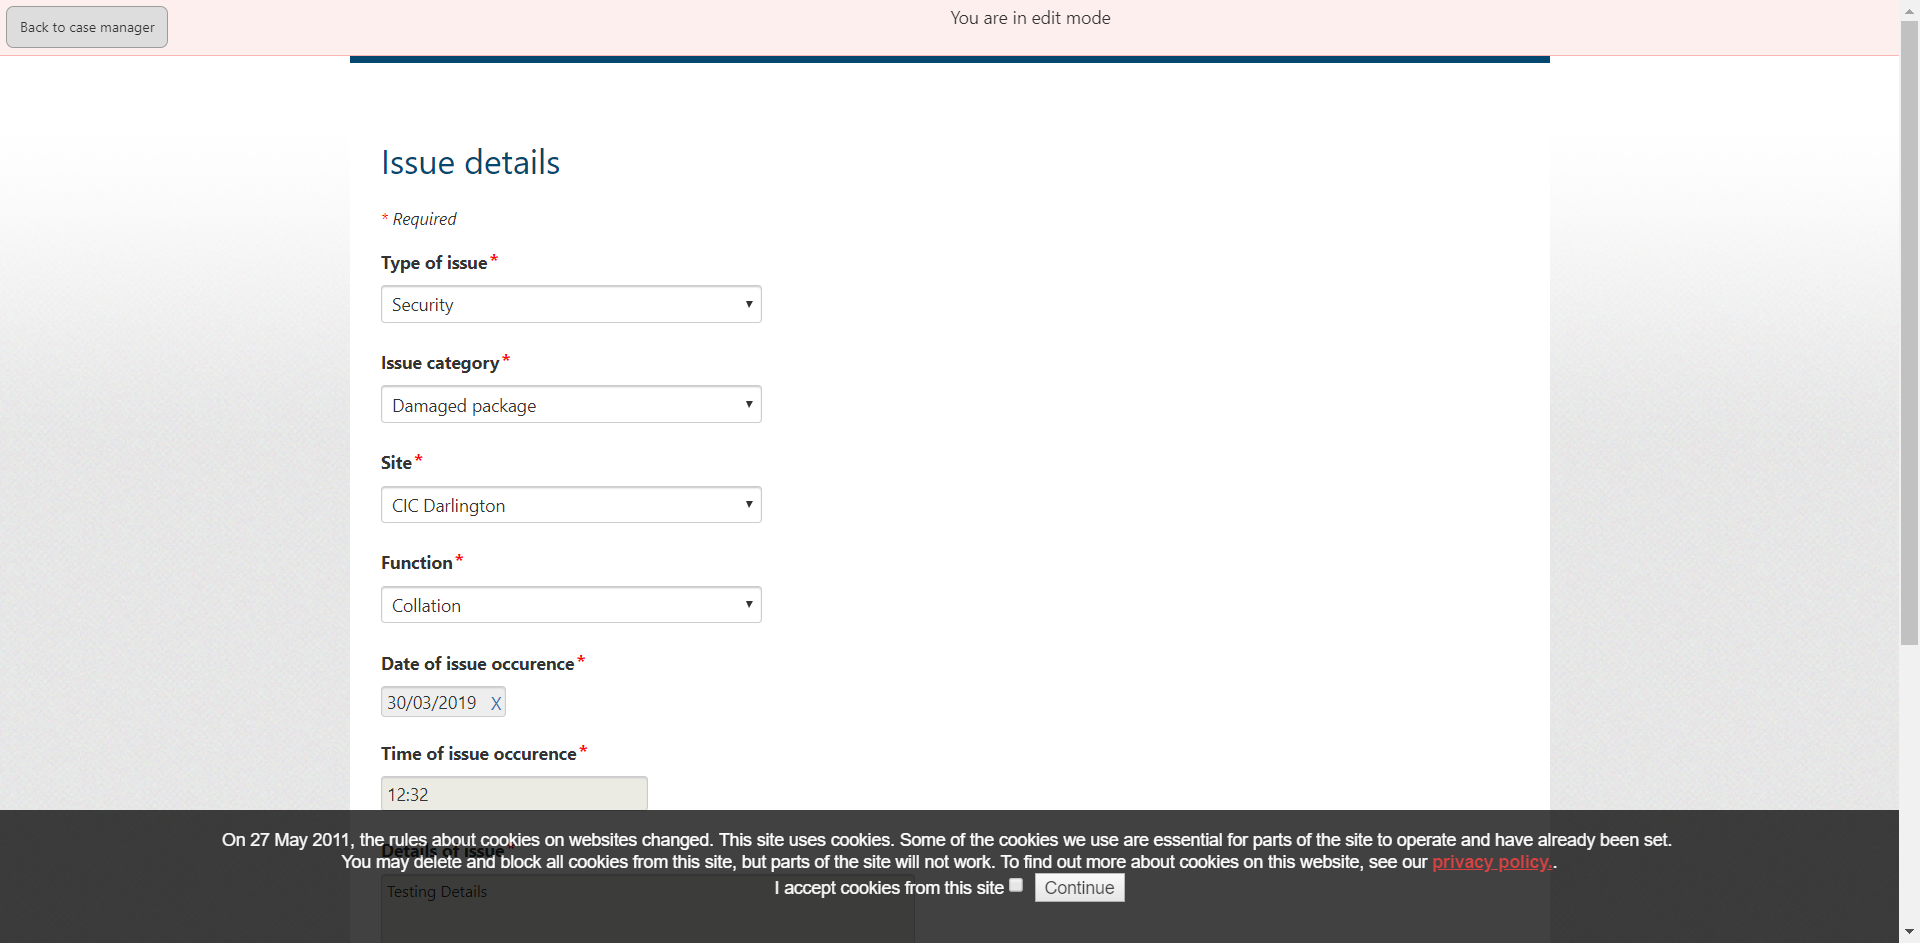 Back to case manager
You are in edit mode
Issue details
* Required
Type of issue*
Security
Issue category*
Damaged package
Site*
CIC Darlington
Function*
Collation
Date of issue occurence*
30/03/2019 X
Time of issue occurence*
12:32
On 27 May 2011, the rules about cookies on websites changed. This site uses cookies. Some of the cookies we use are essential for parts of the site to operate and have already been set.
Details of issue*
You may delete and block all cookies from this site, but parts of the site will not work. To find out more about cookies on this website, see our privacy policy..
I accept cookies from this site Continue
Testing Details